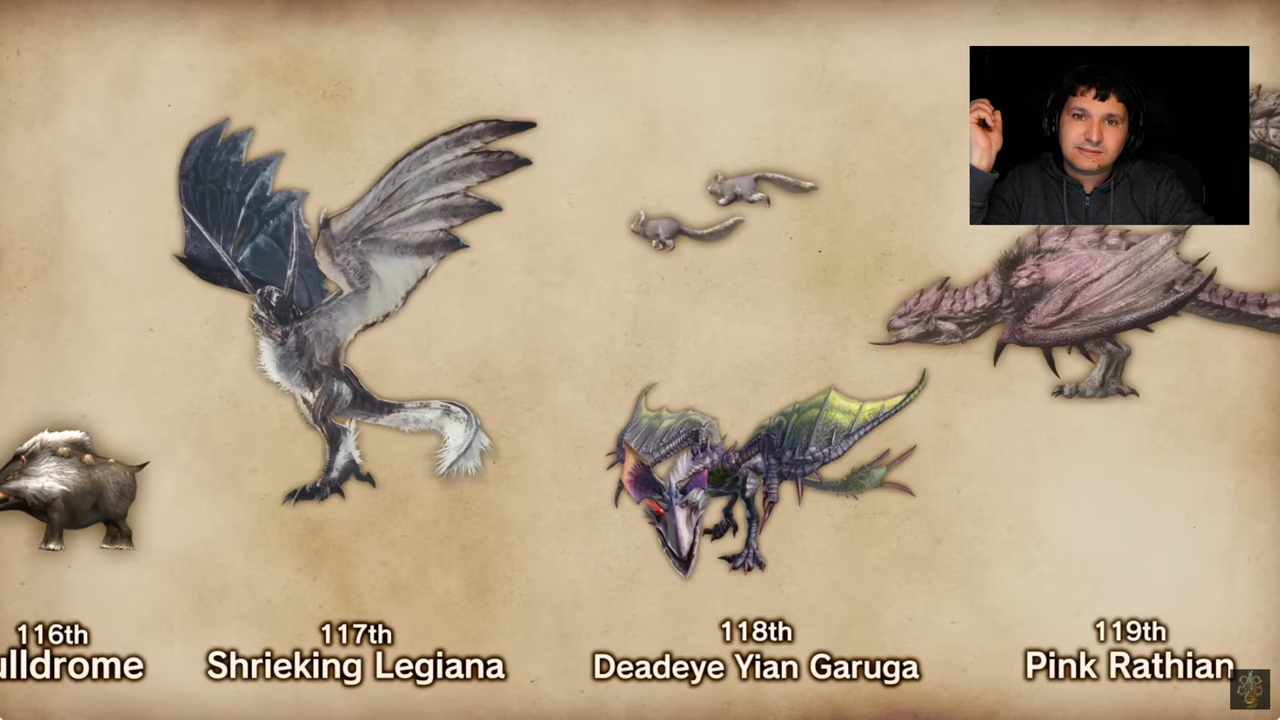 116th
ulldrome
117th
Shrieking Legiana
118th
Deadeye Yian Garuga
119th
Pink Rathian